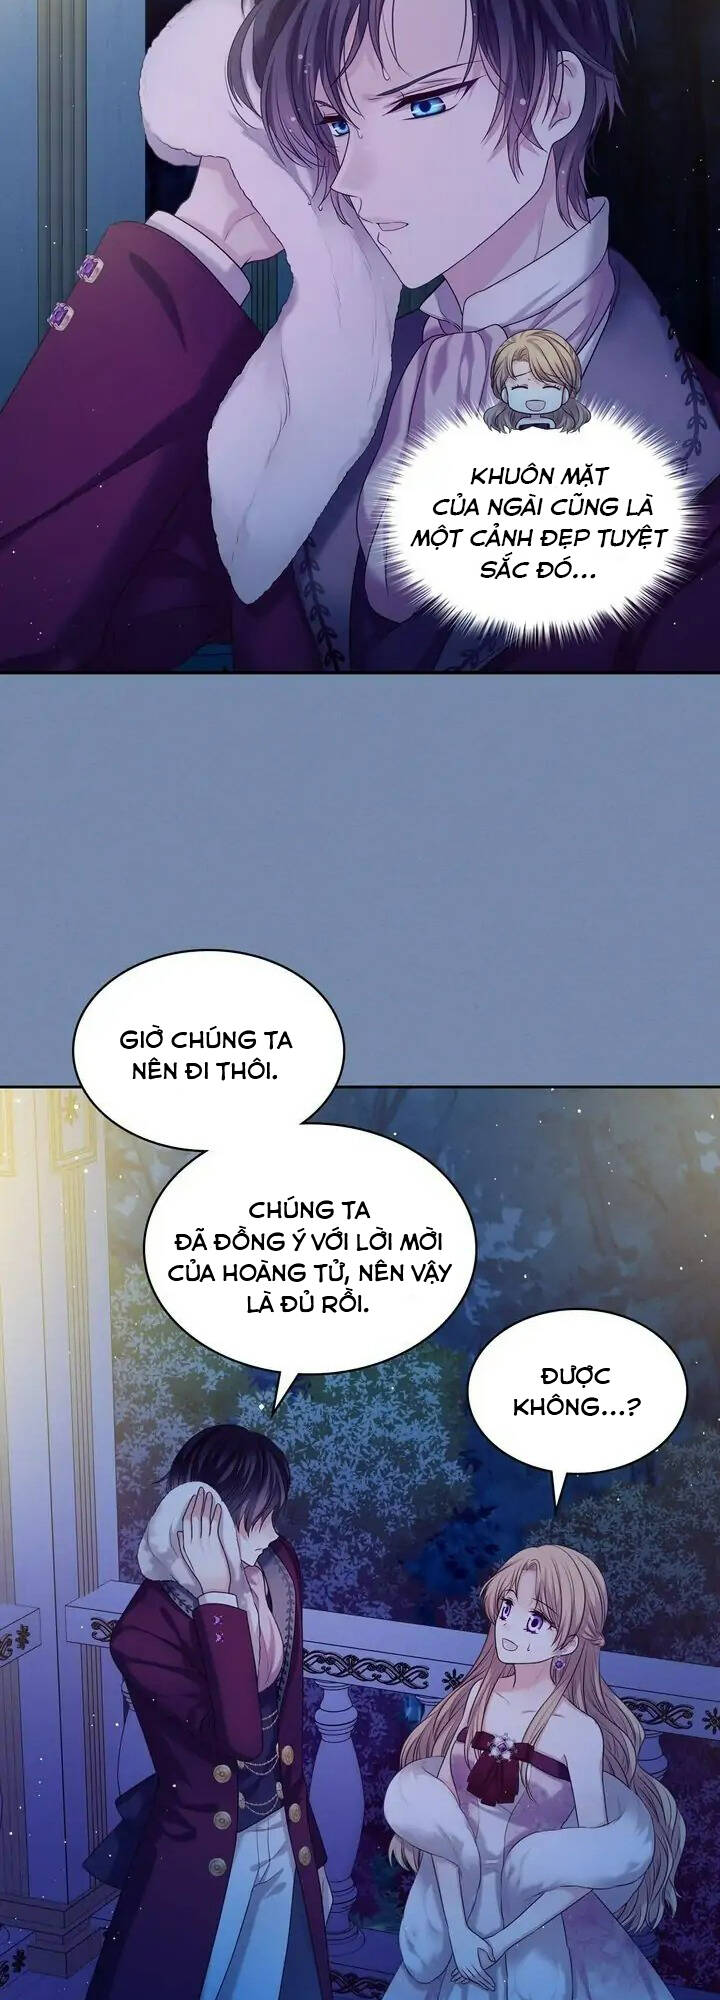 KHUÔN MẶT
CỦA NGÀI CŨNG LÀ
MỘT CẢNH ĐẸP TUYỆT
SẮC ĐÓ...
GIỜ CHÚNG TA
NÊN ĐI THÔI.
CHÚNG TA
ĐÃ ĐỒNG Ý VỚI LỜI MỜI
CỦA HOÀNG TỬ, NÊN VẬY
LÀ ĐỦ RỒI.
ĐƯỢC
KHÔNG...?